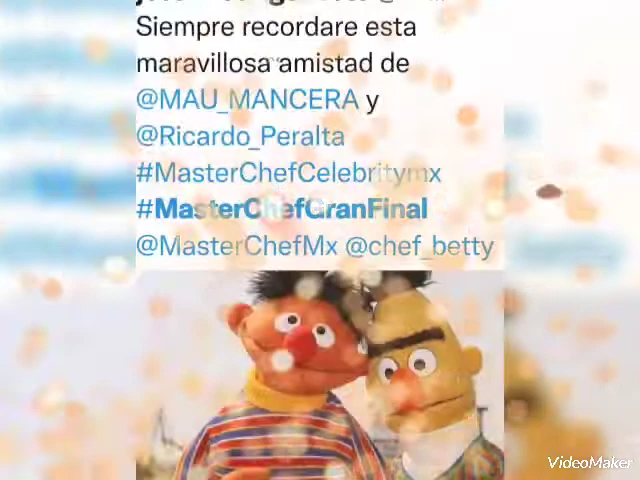 Siempre recordare esta
maravillosa amistad de
@MAU_MANCERA y
@Ricardo_Peralta
#MasterChefCelebritymx
#MasterChefGranFinal
@MasterChefMx @chef_betty
VideoMaker